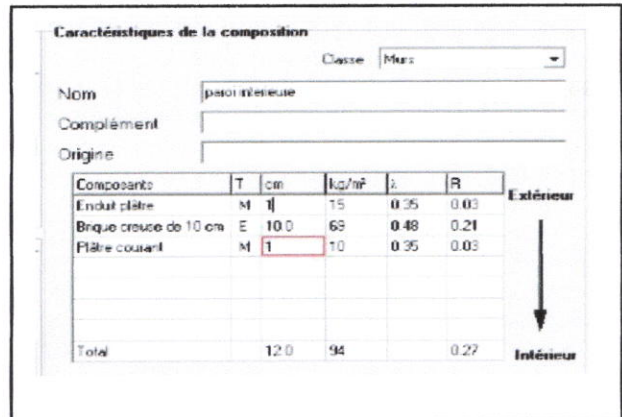 Caractéristiques de la composition
Classe Murs
Nom paroi interieure
Complément
Origine
Composants T cm kg/m² λ R
Extérieur
Enduit plâtre M 1 15 0.35 0.03
Brique creuse de 10 cm E 10.0 69 0.48 0.21
Plâtre courant M 1 10 0.35 0.03
Total 12.0 94 0.27
Intérieur